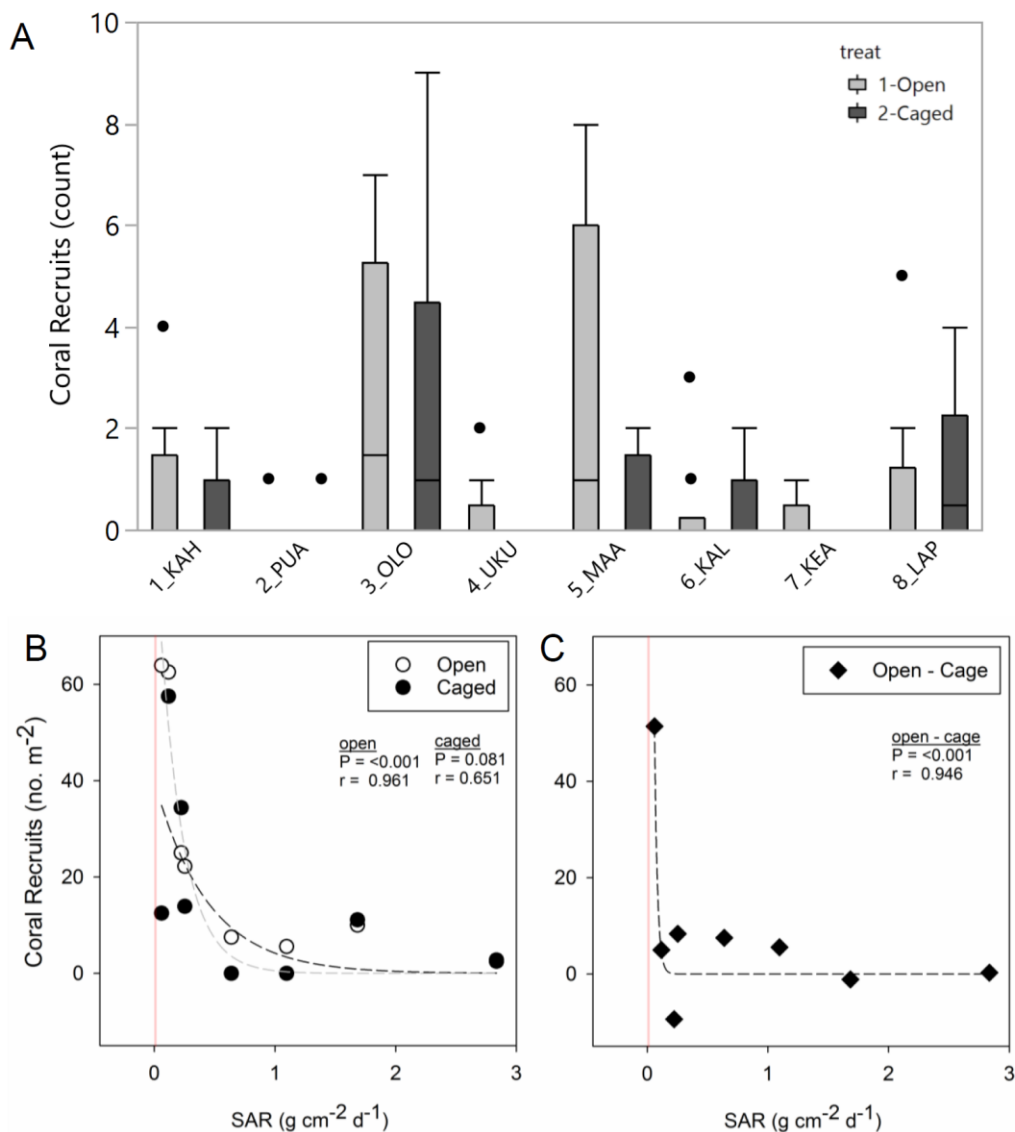 A
10
8
6
4
2
0
Coral Recruits (count)
treat
1-Open
2-Caged
1_KAH
2_PUA
3_OLO
4_UKU
5_MAA
6_KAL
7_KEA
8_LAP
B
Open
Caged
open
P = <0.001
r = 0.961
caged
P = 0.081
r = 0.651
60
40
20
0
Coral Recruits (no. m⁻²)
0
1
2
3
SAR (g cm⁻² d⁻¹)
C
Open - Cage
open - cage
P = <0.001
r = 0.946
60
40
20
0
0
1
2
3
SAR (g cm⁻² d⁻¹)